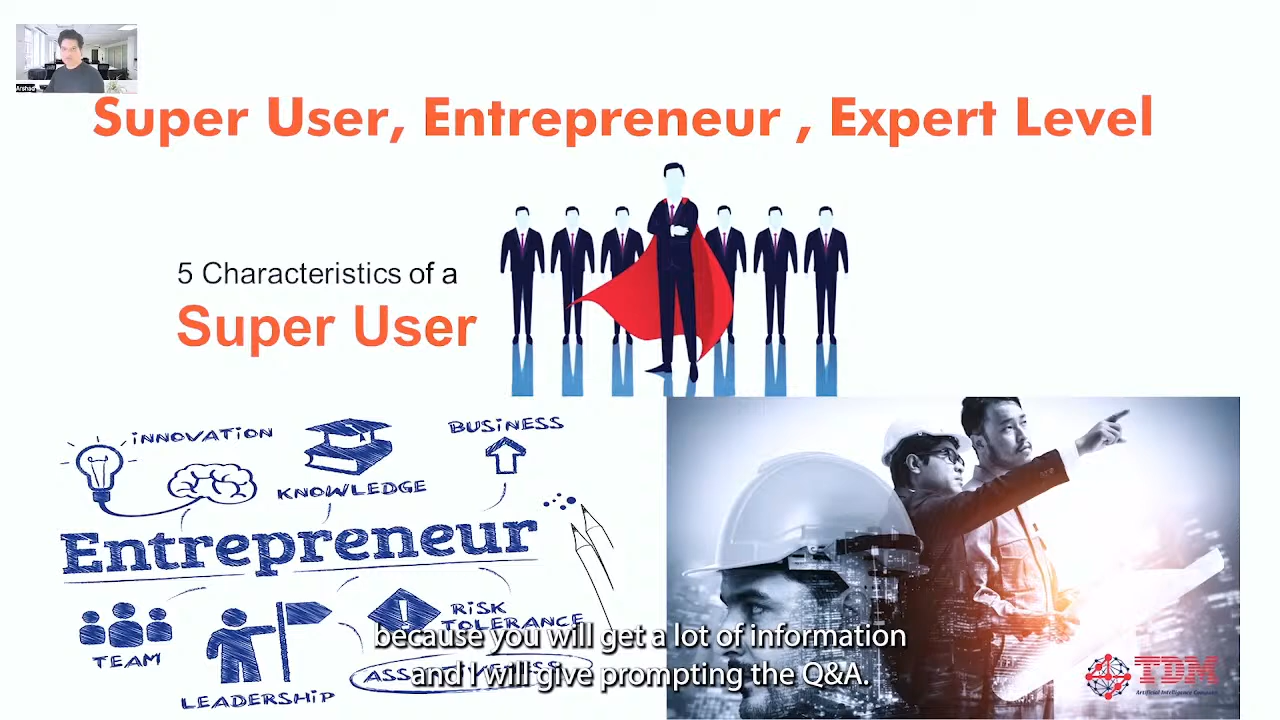 Arshad
Super User, Entrepreneur , Expert Level
5 Characteristics of a
Super User
INNOVATION
BUSINESS
KNOWLEDGE
Entrepreneur
RISK
TOLERANCE
TEAM
LEADERSHIP
because you will get a lot of information
and I will give prompting the Q&A.
TDM
Artificial Intelligence Company